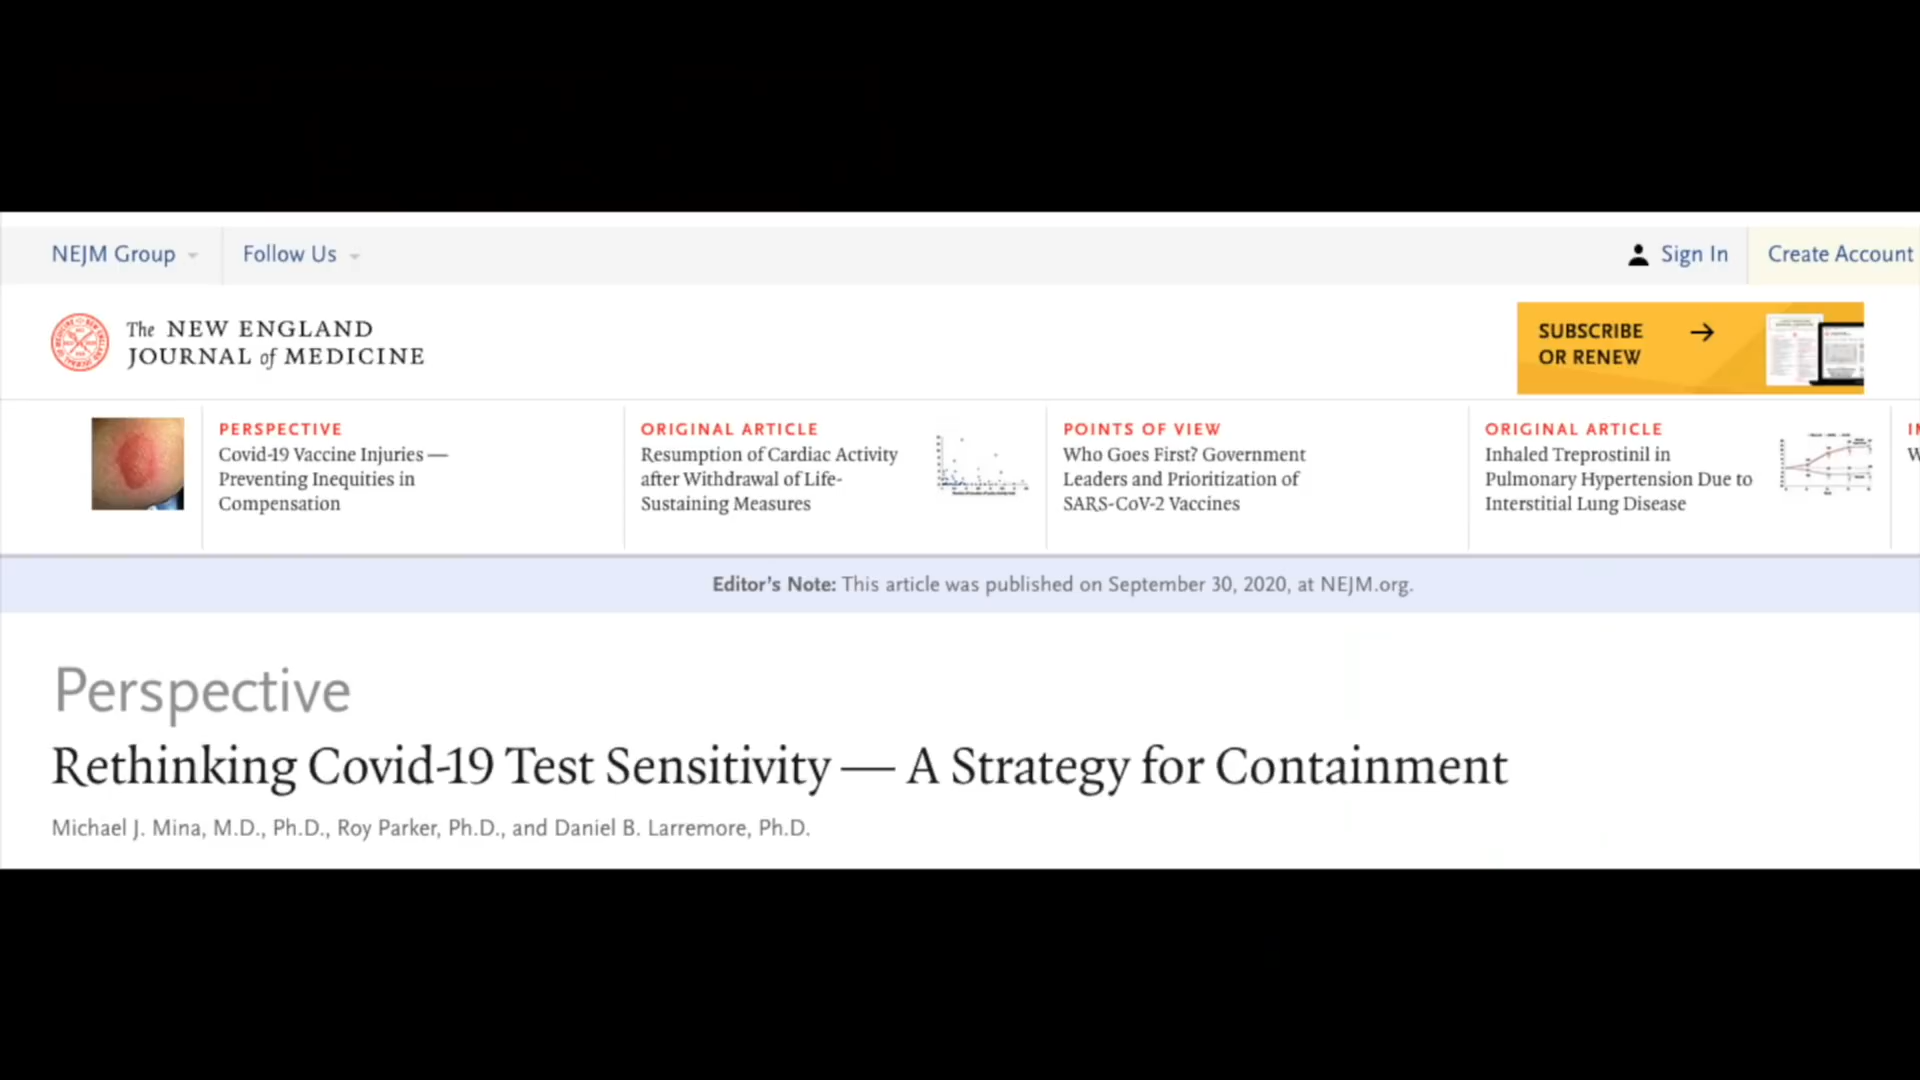 NEJM Group
Follow Us
Sign In
Create Account
The NEW ENGLAND
JOURNAL of MEDICINE
SUBSCRIBE
OR RENEW
PERSPECTIVE
Covid-19 Vaccine Injuries —
Preventing Inequities in
Compensation
ORIGINAL ARTICLE
Resumption of Cardiac Activity
after Withdrawal of Life-
Sustaining Measures
POINTS OF VIEW
Who Goes First? Government
Leaders and Prioritization of
SARS-CoV-2 Vaccines
ORIGINAL ARTICLE
Inhaled Treprostinil in
Pulmonary Hypertension Due to
Interstitial Lung Disease
Editor's Note: This article was published on September 30, 2020, at NEJM.org.
Perspective
Rethinking Covid-19 Test Sensitivity — A Strategy for Containment
Michael J. Mina, M.D., Ph.D., Roy Parker, Ph.D., and Daniel B. Larremore, Ph.D.